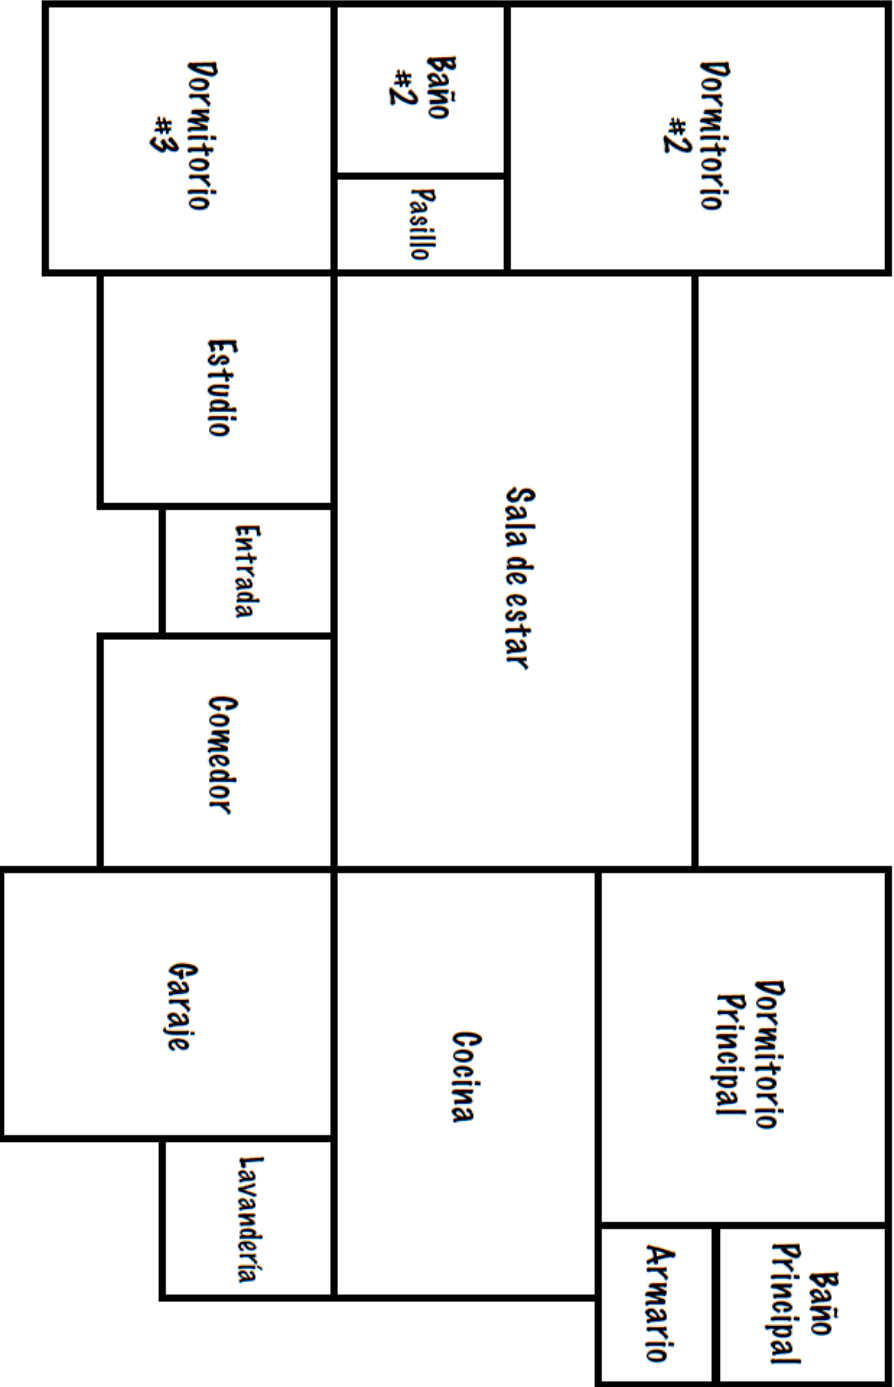 Dormitorio
#2
Dormitorio
Principal
Baño
Principal
Armario
Baño
#2
Pasillo
Sala de estar
Cocina
Dormitorio
#3
Estudio
Entrada
Comedor
Garaje
Lavandería